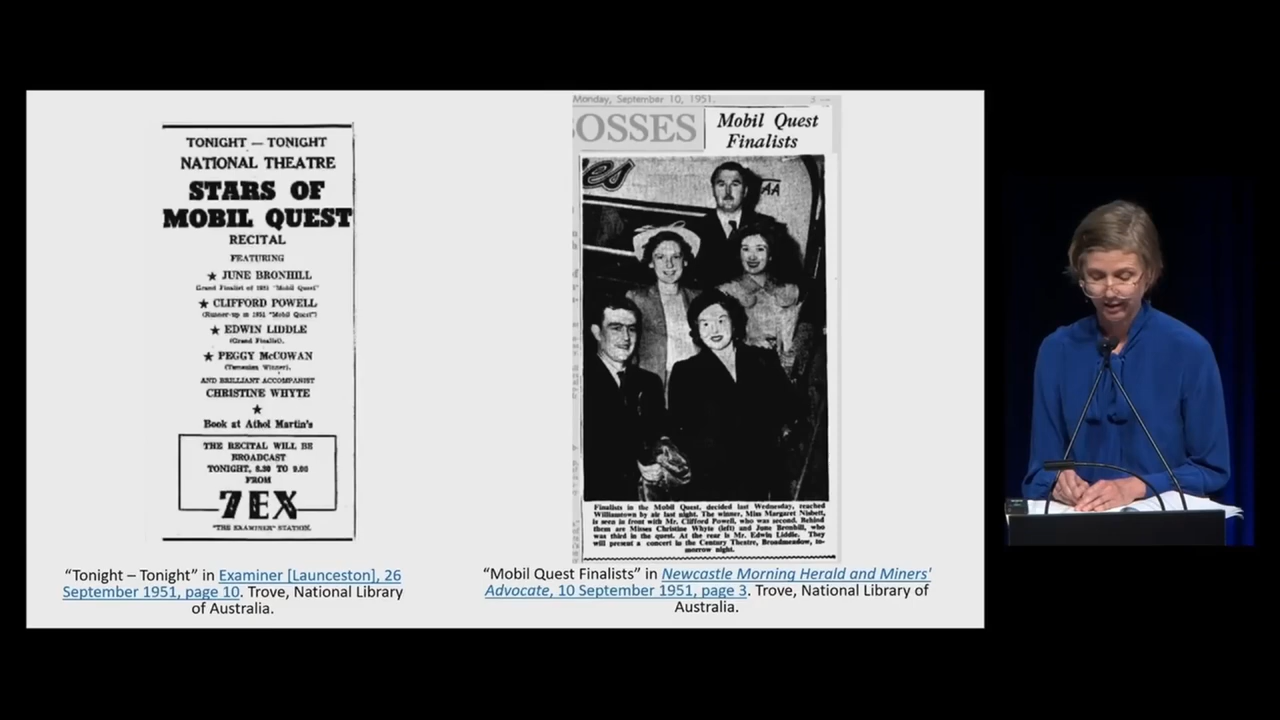 TONIGHT — TONIGHT
NATIONAL THEATRE
STARS OF
MOBIL QUEST
RECITAL
FEATURING
★ JUNE BRONHILL
Grand Finalist of 1951 "Mobil Quest"
★ CLIFFORD POWELL
(Runner-up in 1951 "Mobil Quest")
★ EDWIN LIDDLE
(Grand Finalist).
★ PEGGY McCOWAN
(Tasmanian Winner).
AND BRILLIANT ACCOMPANIST
CHRISTINE WHYTE
★
Book at Athol Martin's
THE RECITAL WILL BE
BROADCAST
TONIGHT, 8.30 TO 9.00
FROM
7EX
"THE EXAMINER" STATION.
"Tonight – Tonight" in Examiner [Launceston], 26
September 1951, page 10. Trove, National Library
of Australia.
Monday, September 10, 1951. 3
OSSES
Mobil Quest
Finalists
es
AA
Finalists in the Mobil Quest, decided last Wednesday, reached
Williamtown by air last night. The winner, Miss Margaret Nisbett,
is seen in front with Mr. Clifford Powell, who was second. Behind
them are Misses Christine Whyte (left) and June Bronhill, who
was third in the quest. At the rear is Mr. Edwin Liddle. They
will present a concert in the Century Theatre, Broadmeadow, to-
morrow night.
"Mobil Quest Finalists" in Newcastle Morning Herald and Miners'
Advocate, 10 September 1951, page 3. Trove, National Library of
Australia.